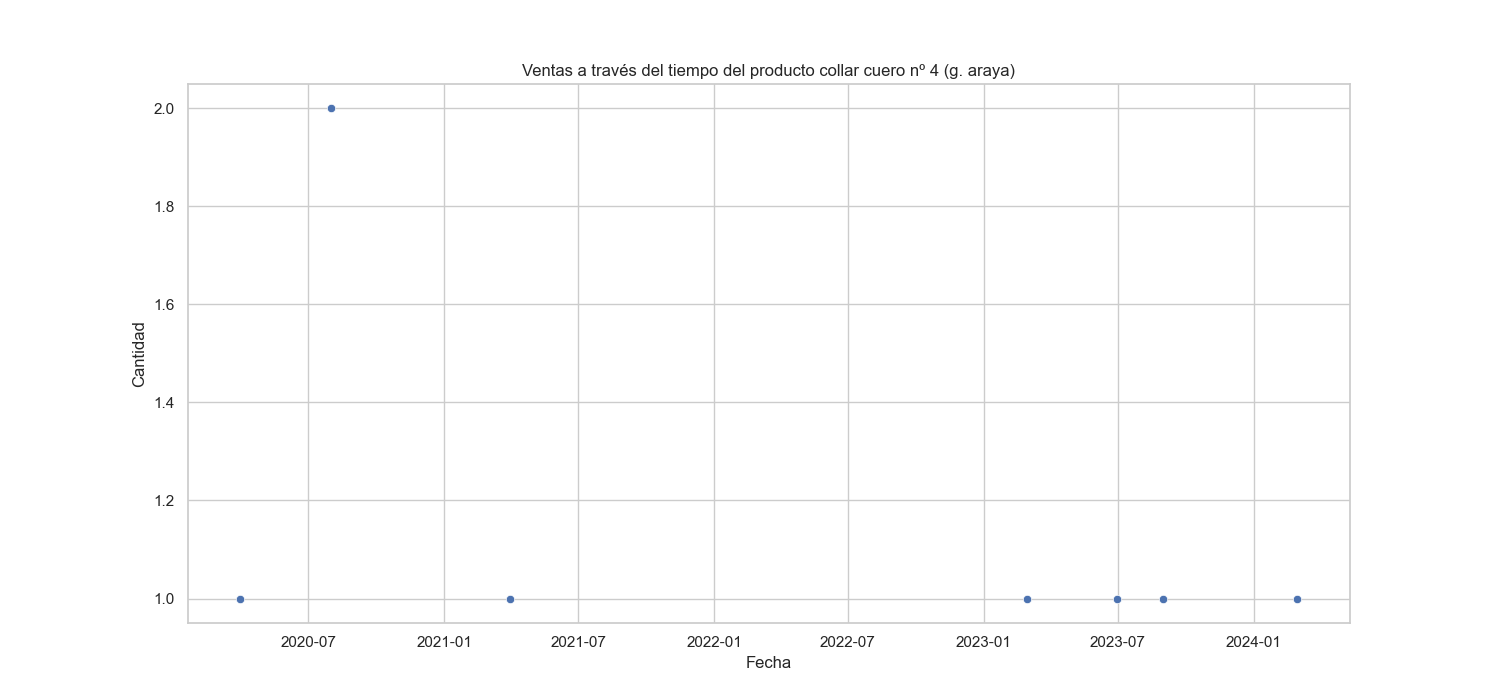 Ventas a través del tiempo del producto collar cuero nº 4 (g. araya)
2.0
1.8
1.6
1.4
1.2
1.0
Cantidad
2020-07 2021-01 2021-07 2022-01 2022-07 2023-01 2023-07 2024-01
Fecha